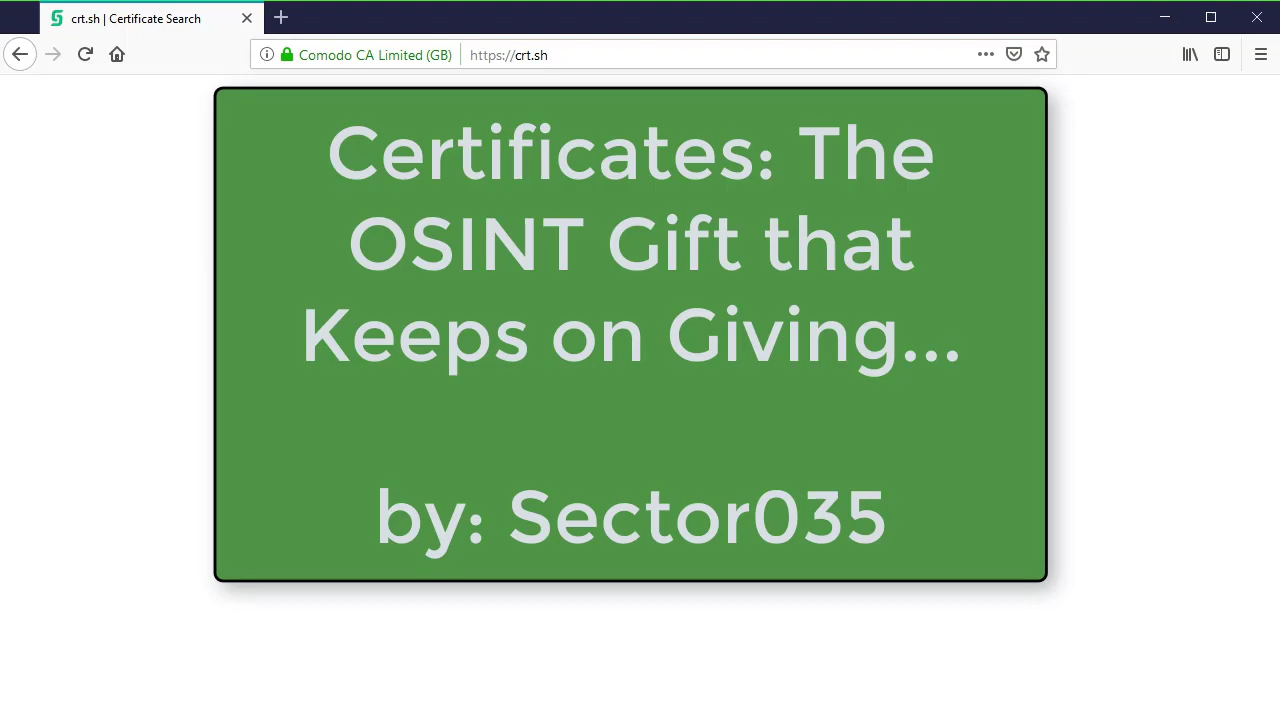 crt.sh | Certificate Search
Comodo CA Limited (GB) https://crt.sh
Certificates: The
OSINT Gift that
Keeps on Giving...
by: Sector035